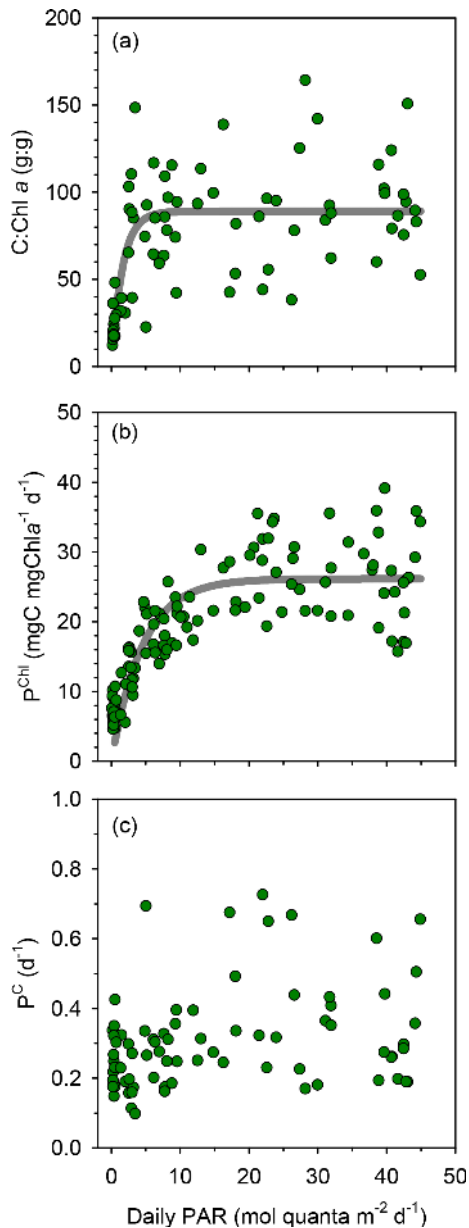 200
(a)
150
100
50
0
C:Chl a (g:g)
50
(b)
40
30
20
10
0
P^Chl (mgC mgChla^-1 d^-1)
1.0
(c)
0.8
0.6
0.4
0.2
0.0
P^C (d^-1)
0 10 20 30 40 50
Daily PAR (mol quanta m^-2 d^-1)